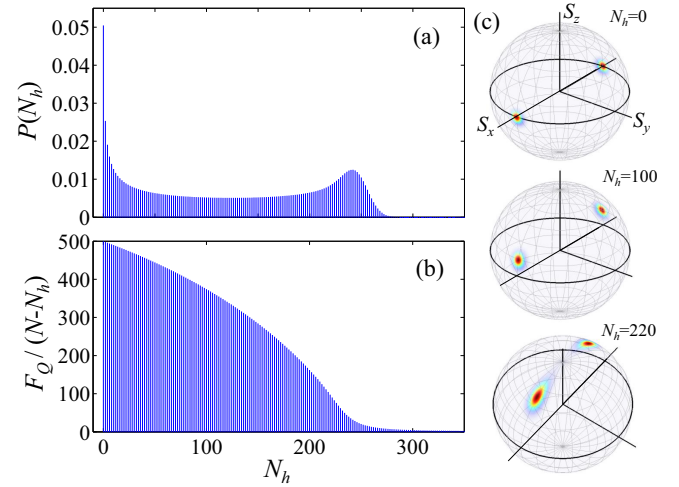 (a)
P(N_h)
0.05
0.04
0.03
0.02
0.01
0
(b)
F_Q / (N-N_h)
500
400
300
200
100
0
0 100 200 300
N_h
(c)
S_z
N_h=0
S_x
S_y
N_h=100
N_h=220